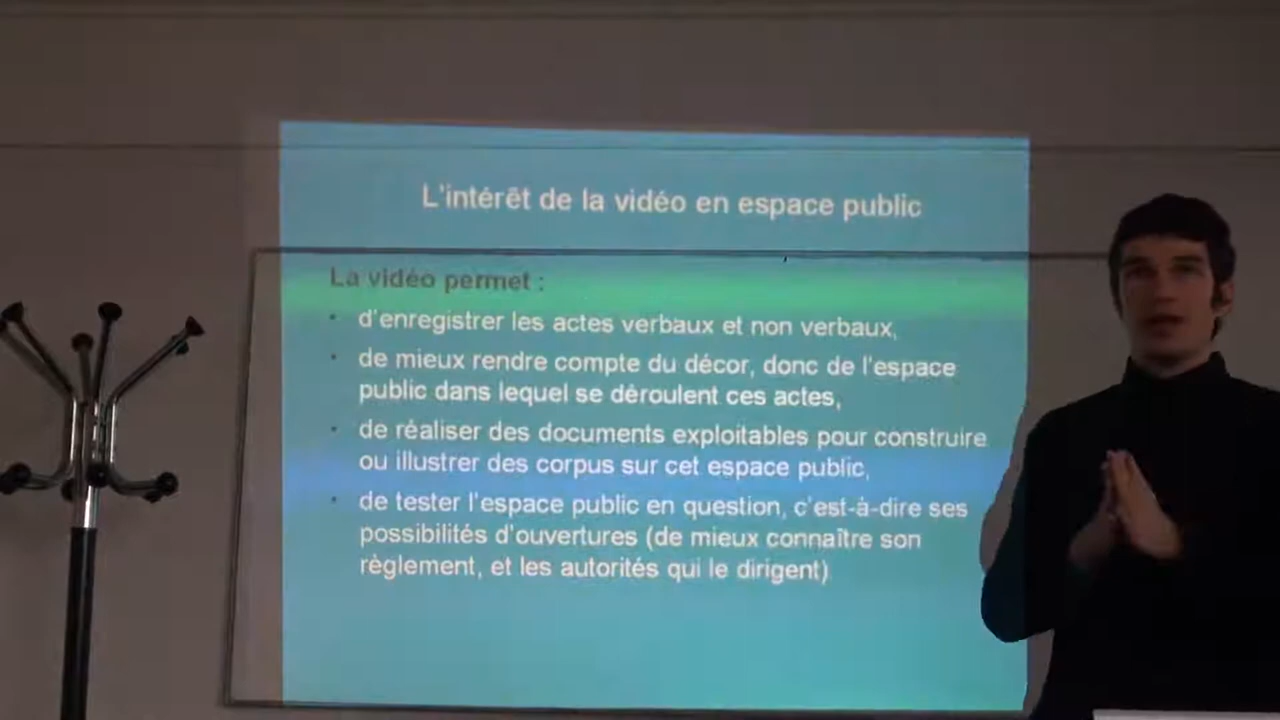 L'intérêt de la vidéo en espace public
La vidéo permet :
• d'enregistrer les actes verbaux et non verbaux,
• de mieux rendre compte du décor, donc de l'espace
public dans lequel se déroulent ces actes,
• de réaliser des documents exploitables pour construire
ou illustrer des corpus sur cet espace public,
• de tester l'espace public en question, c'est-à-dire ses
possibilités d'ouvertures (de mieux connaître son
règlement, et les autorités qui le dirigent)